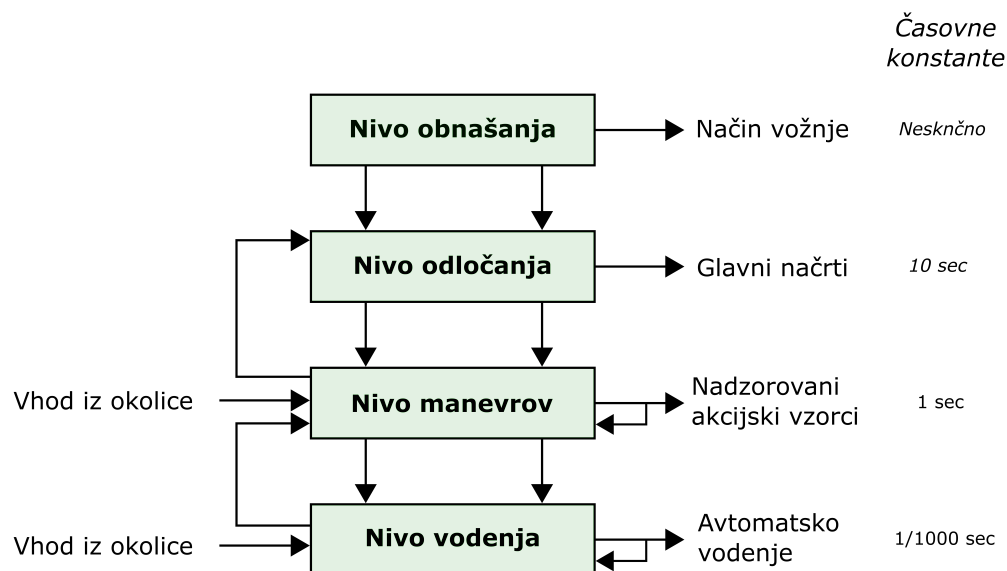 Časovne
konstante
Nivo obnašanja
Način vožnje
Nesknčno
Nivo odločanja
Glavni načrti
10 sec
Vhod iz okolice
Nivo manevrov
Nadzorovani
akcijski vzorci
1 sec
Vhod iz okolice
Nivo vodenja
Avtomatsko
vodenje
1/1000 sec